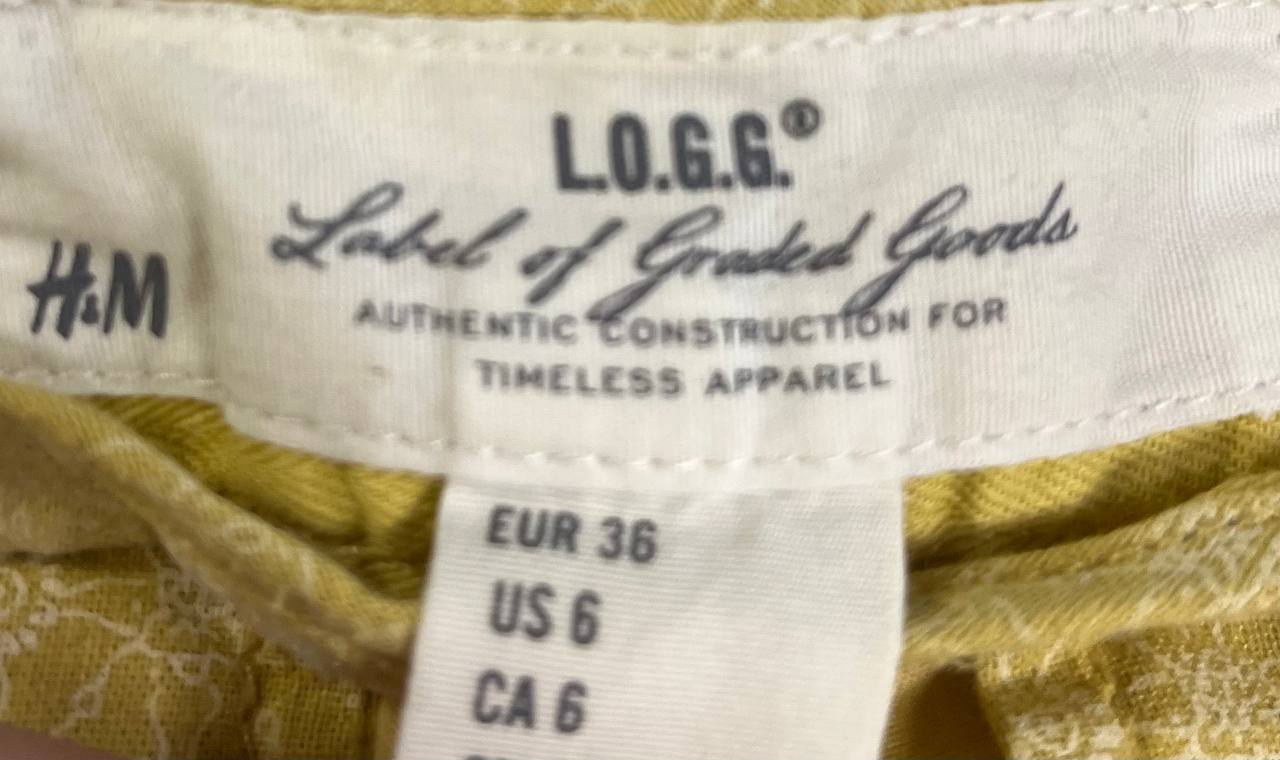 L.O.G.G.®
Label of Graded Goods
H&M
AUTHENTIC CONSTRUCTION FOR
TIMELESS APPAREL
EUR 36
US 6
CA 6